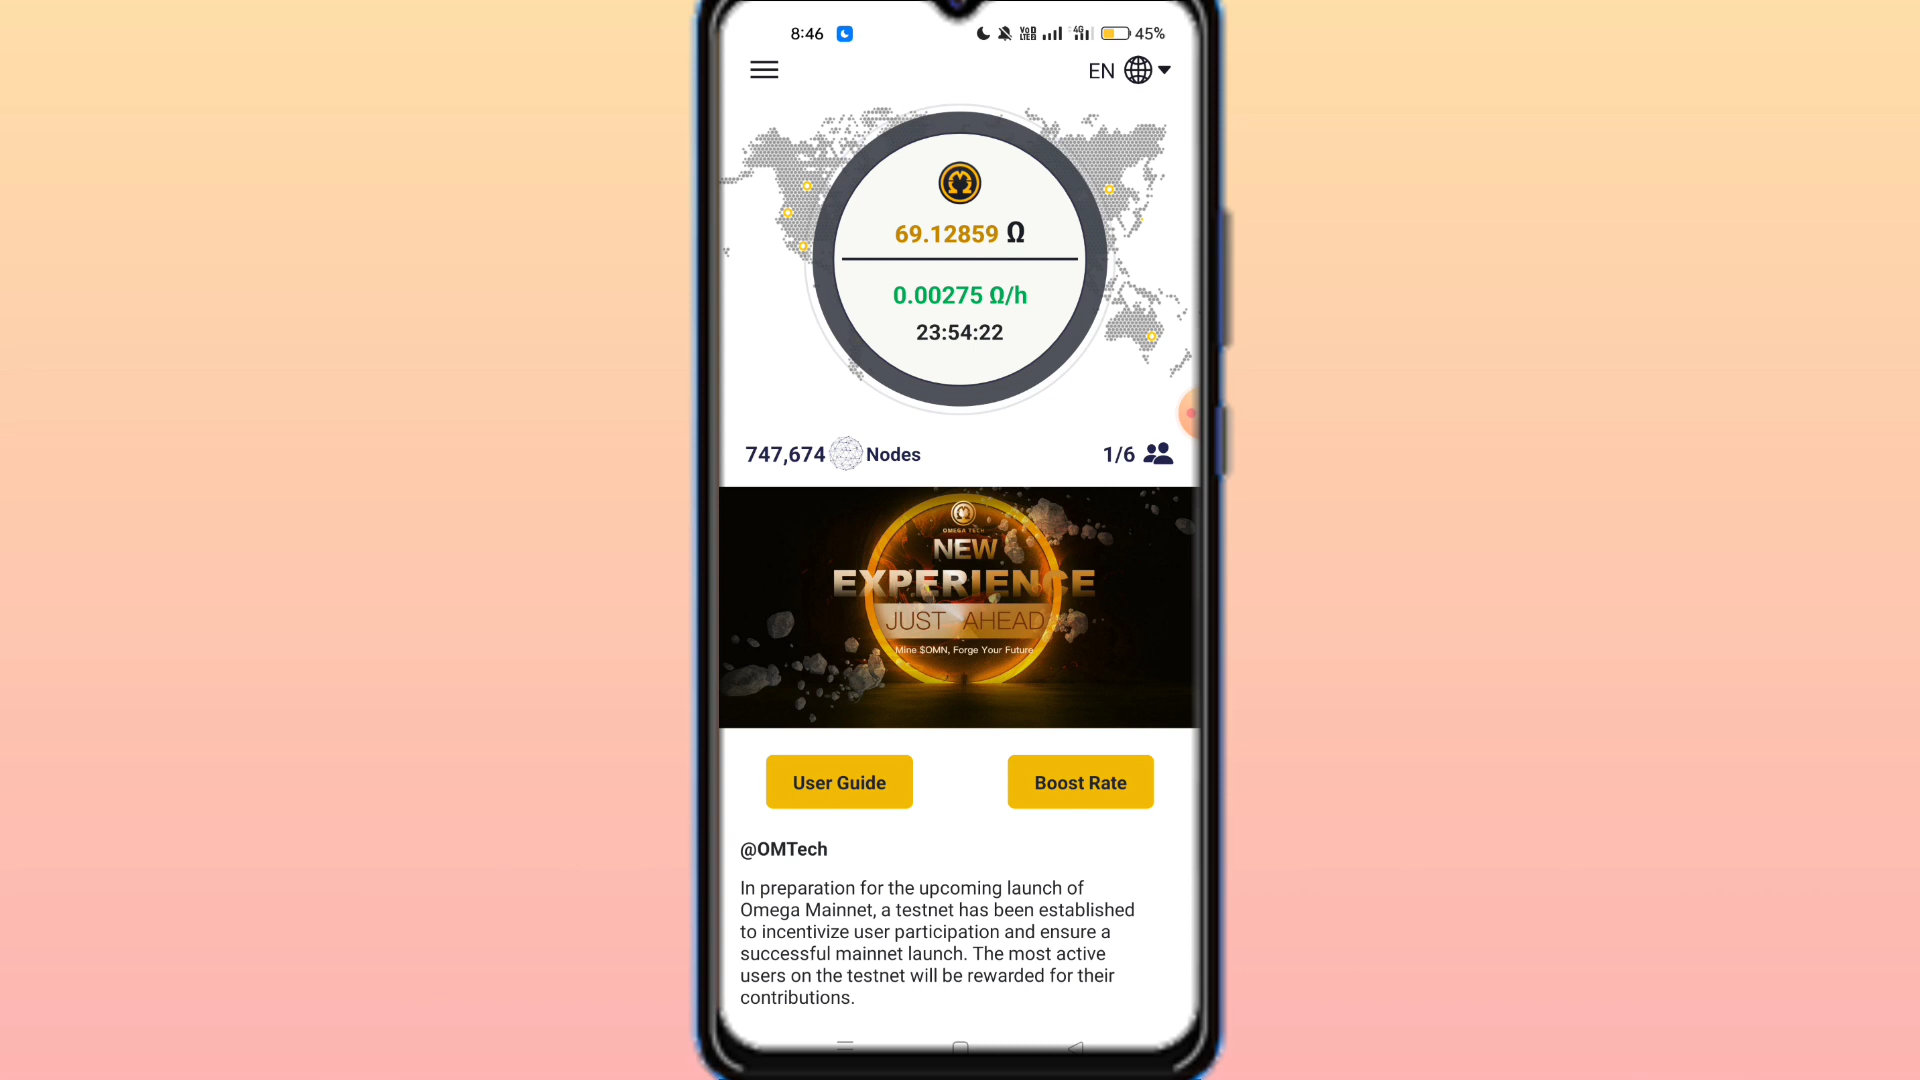 8:46
VoD
LTE 4G 45%
EN
69.12859 Ω
0.00275 Ω/h
23:54:22
747,674 Nodes
1/6
OMEGA TECH
NEW
EXPERIENCE
JUST AHEAD
Mine $OMN, Forge Your Future
User Guide
Boost Rate
@OMTech
In preparation for the upcoming launch of
Omega Mainnet, a testnet has been established
to incentivize user participation and ensure a
successful mainnet launch. The most active
users on the testnet will be rewarded for their
contributions.